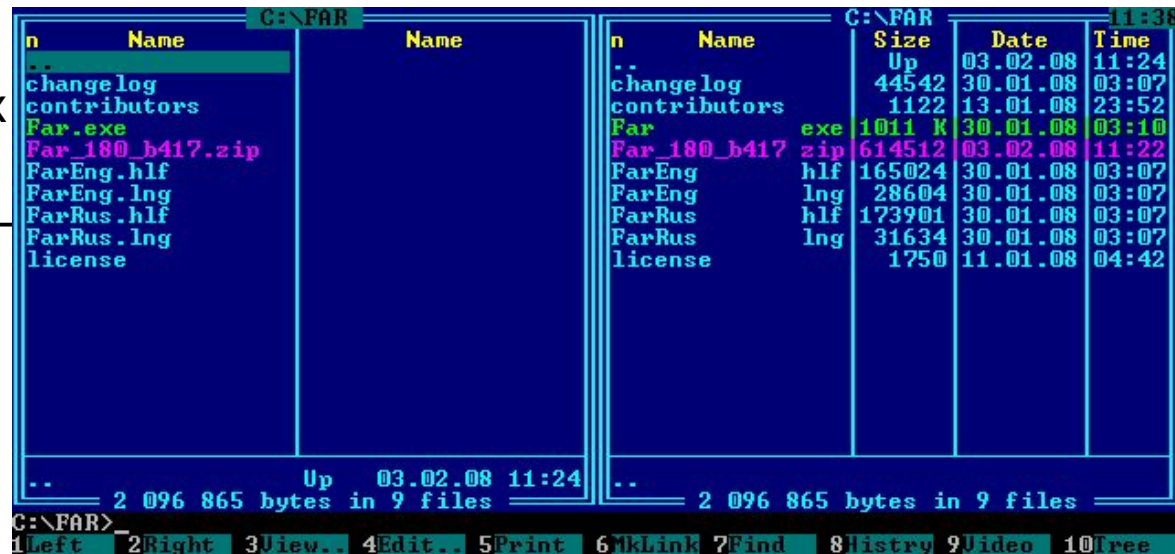 C:\FAR C:\FAR 11:38
n Name Name n Name Size Date Time
.. .. Up 03.02.08 11:24
changelog changelog 44542 30.01.08 03:07
x contributors contributors 1122 13.01.08 23:52
Far.exe Far exe 1011 K 30.01.08 03:10
Far_180_b417.zip Far_180_b417 zip 614512 03.02.08 11:22
FarEng.hlf FarEng hlf 165024 30.01.08 03:07
FarEng.lng FarEng lng 28604 30.01.08 03:07
FarRus.hlf FarRus hlf 173901 30.01.08 03:07
FarRus.lng FarRus lng 31634 30.01.08 03:07
license license 1750 11.01.08 04:42
.. Up 03.02.08 11:24 ..
2 096 865 bytes in 9 files 2 096 865 bytes in 9 files
C:\FAR>_
1Left 2Right 3View.. 4Edit.. 5Print 6MkLink 7Find 8Histry 9Video 10Tree